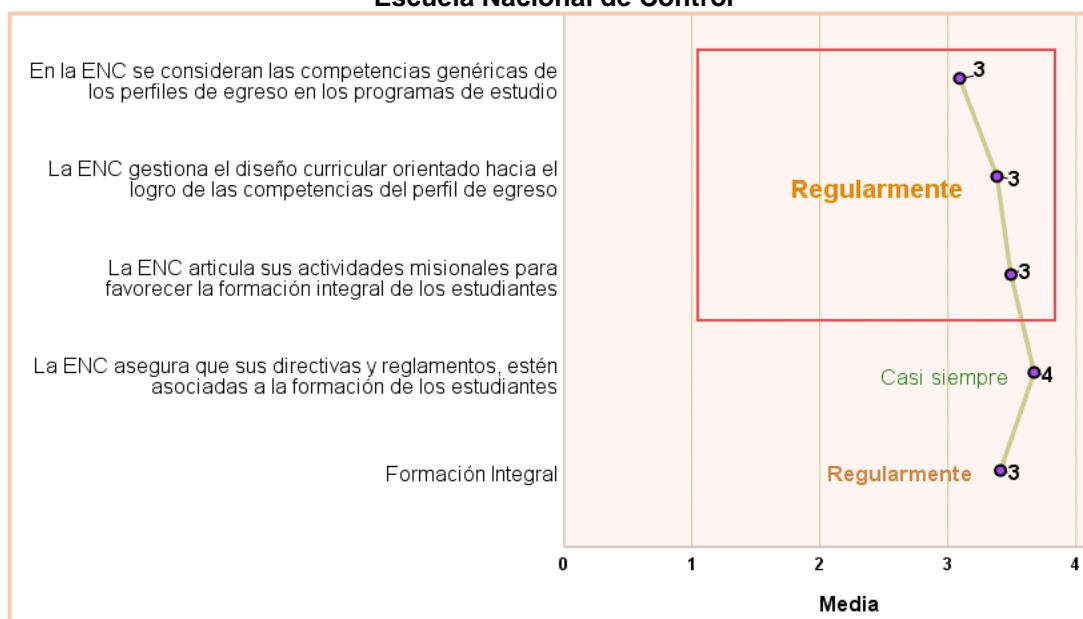 Escuela Nacional de Control
En la ENC se consideran las competencias genéricas de
los perfiles de egreso en los programas de estudio
3
La ENC gestiona el diseño curricular orientado hacia el
logro de las competencias del perfil de egreso
Regularmente
3
La ENC articula sus actividades misionales para
favorecer la formación integral de los estudiantes
3
La ENC asegura que sus directivas y reglamentos, estén
asociadas a la formación de los estudiantes
Casi siempre
4
Formación Integral
Regularmente
3
0 1 2 3 4
Media